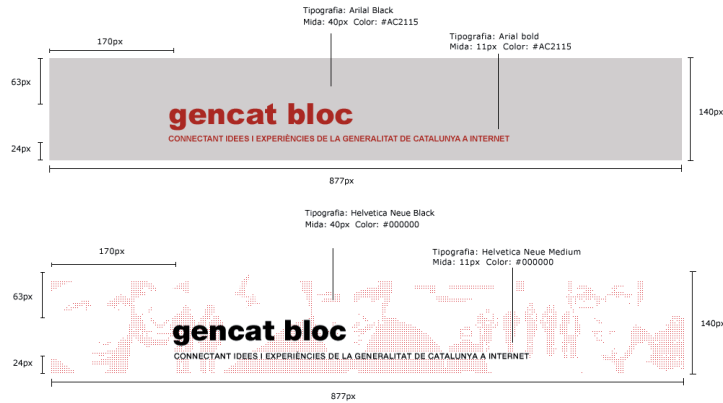 Tipografia: Arilal Black
Mida: 40px Color: #AC2115
Tipografia: Arial bold
Mida: 11px Color: #AC2115
170px
63px
gencat bloc
140px
CONNECTANT IDEES I EXPERIÈNCIES DE LA GENERALITAT DE CATALUNYA A INTERNET
24px
877px
Tipografia: Helvetica Neue Black
Mida: 40px Color: #000000
Tipografia: Helvetica Neue Medium
Mida: 11px Color: #000000
170px
63px
140px
gencat bloc
CONNECTANT IDEES I EXPERIÈNCIES DE LA GENERALITAT DE CATALUNYA A INTERNET
24px
877px